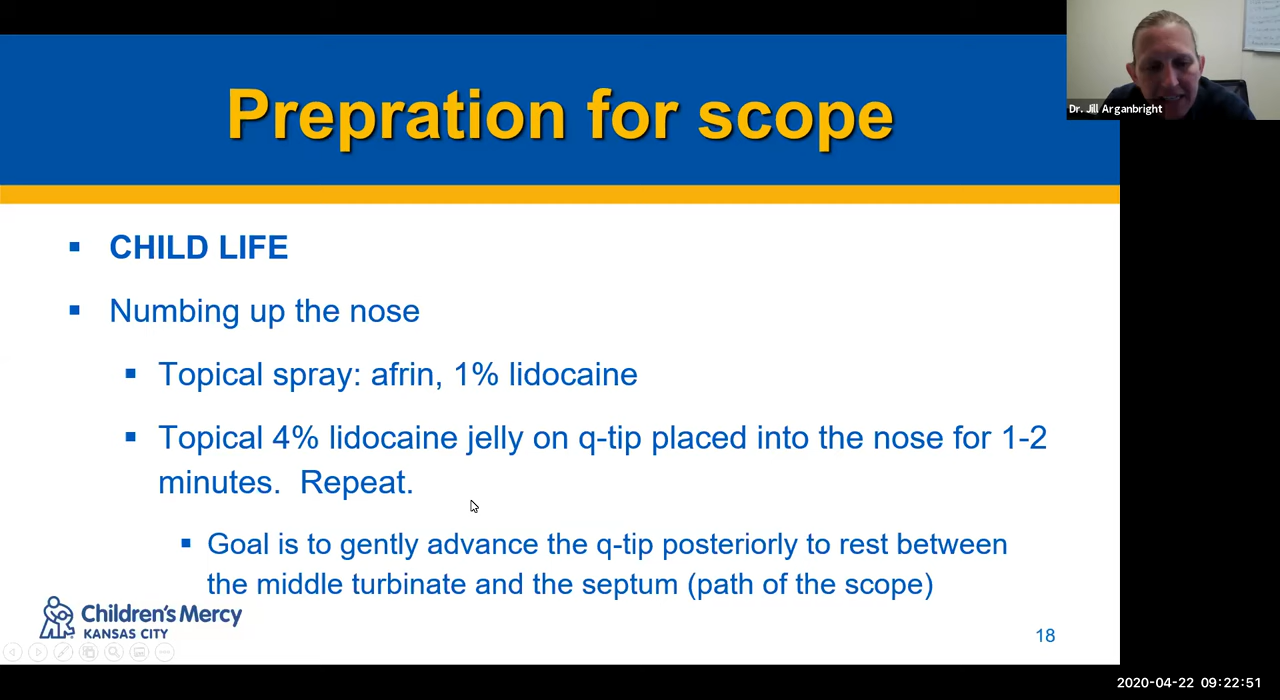 Prepration for scope
Dr. Jill Arganbright
▪ CHILD LIFE
▪ Numbing up the nose
▪ Topical spray: afrin, 1% lidocaine
▪ Topical 4% lidocaine jelly on q-tip placed into the nose for 1-2
minutes. Repeat.
▪ Goal is to gently advance the q-tip posteriorly to rest between
the middle turbinate and the septum (path of the scope)
Children's Mercy
KANSAS CITY
18
2020-04-22 09:22:51